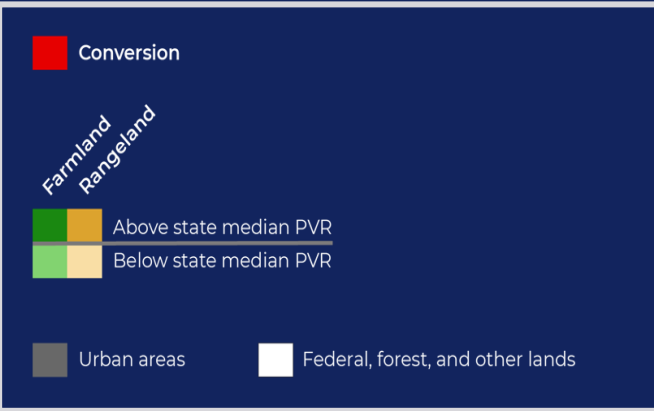 Conversion
Farmland
Rangeland
Above state median PVR
Below state median PVR
Urban areas
Federal, forest, and other lands